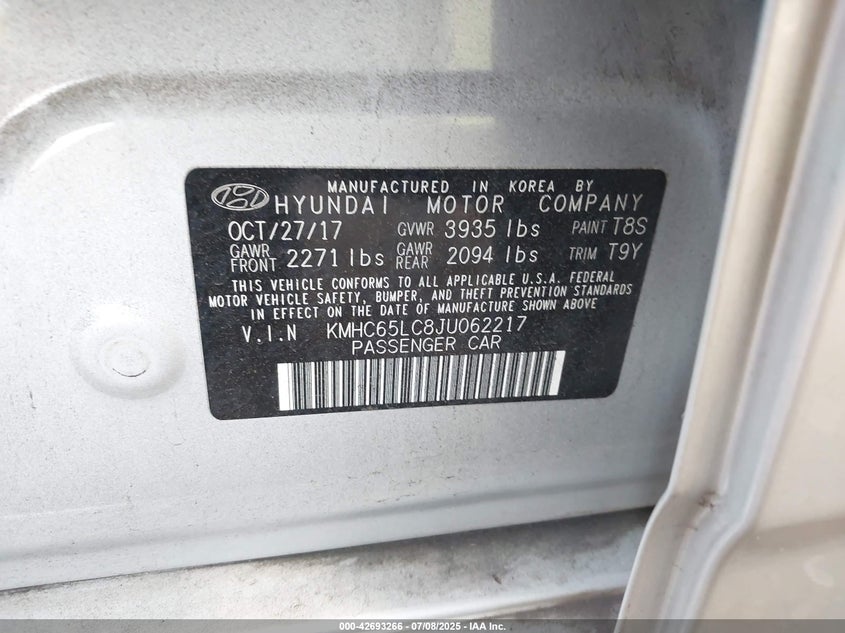 MANUFACTURED IN KOREA BY
HYUNDAI MOTOR COMPANY
OCT/27/17 GVWR 3935 lbs PAINT T8S
GAWR FRONT 2271 lbs GAWR REAR 2094 lbs TRIM T9Y
THIS VEHICLE CONFORMS TO ALL APPLICABLE U.S.A. FEDERAL
MOTOR VEHICLE SAFETY, BUMPER, AND THEFT PREVENTION STANDARDS
IN EFFECT ON THE DATE OF MANUFACTURE SHOWN ABOVE
V.I.N KMHC65LC8JU062217
PASSENGER CAR
000-42693266 - 07/08/2025 - IAA Inc.